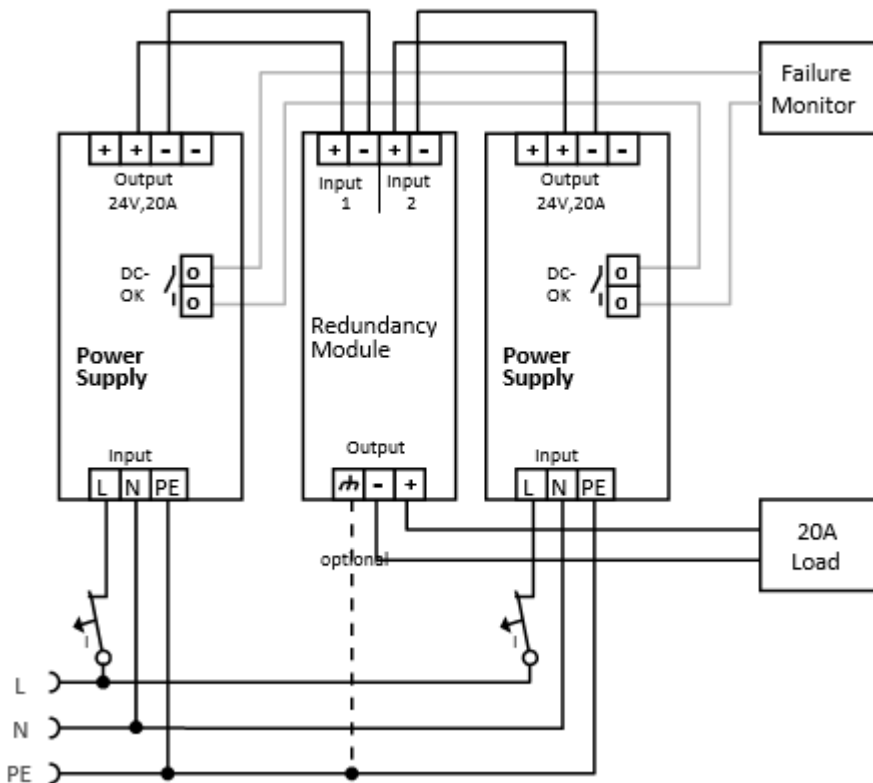 Failure
Monitor
+ + - -
+ - + -
+ + - -
Output
24V,20A
Input
1
Input
2
Output
24V,20A
DC-
OK
O
O
DC-
OK
O
O
Redundancy
Module
Power
Supply
Power
Supply
Input
Output
Input
L N PE
- +
L N PE
20A
Load
optional
I
I
L
N
PE